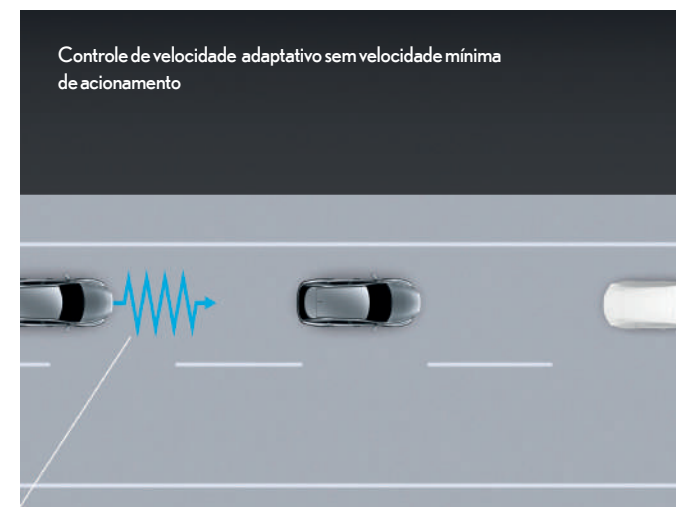 Controle de velocidade adaptativo sem velocidade mínima
de acionamento